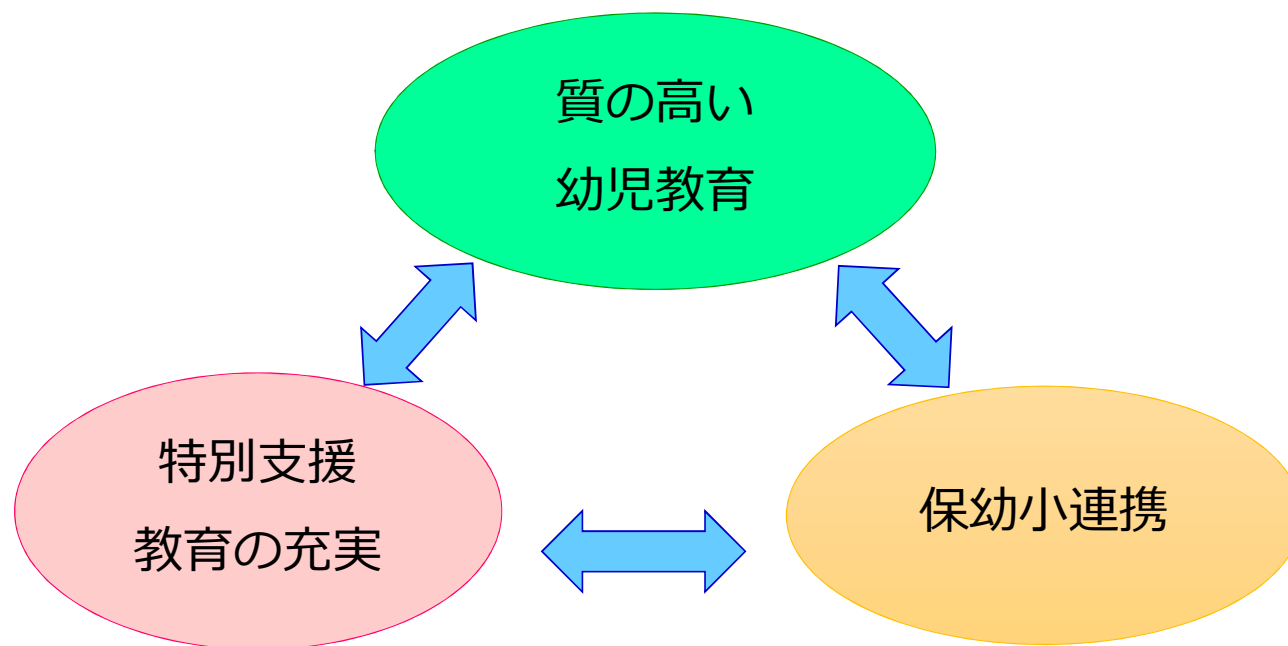 質の高い
幼児教育
特別支援
教育の充実
保幼小連携